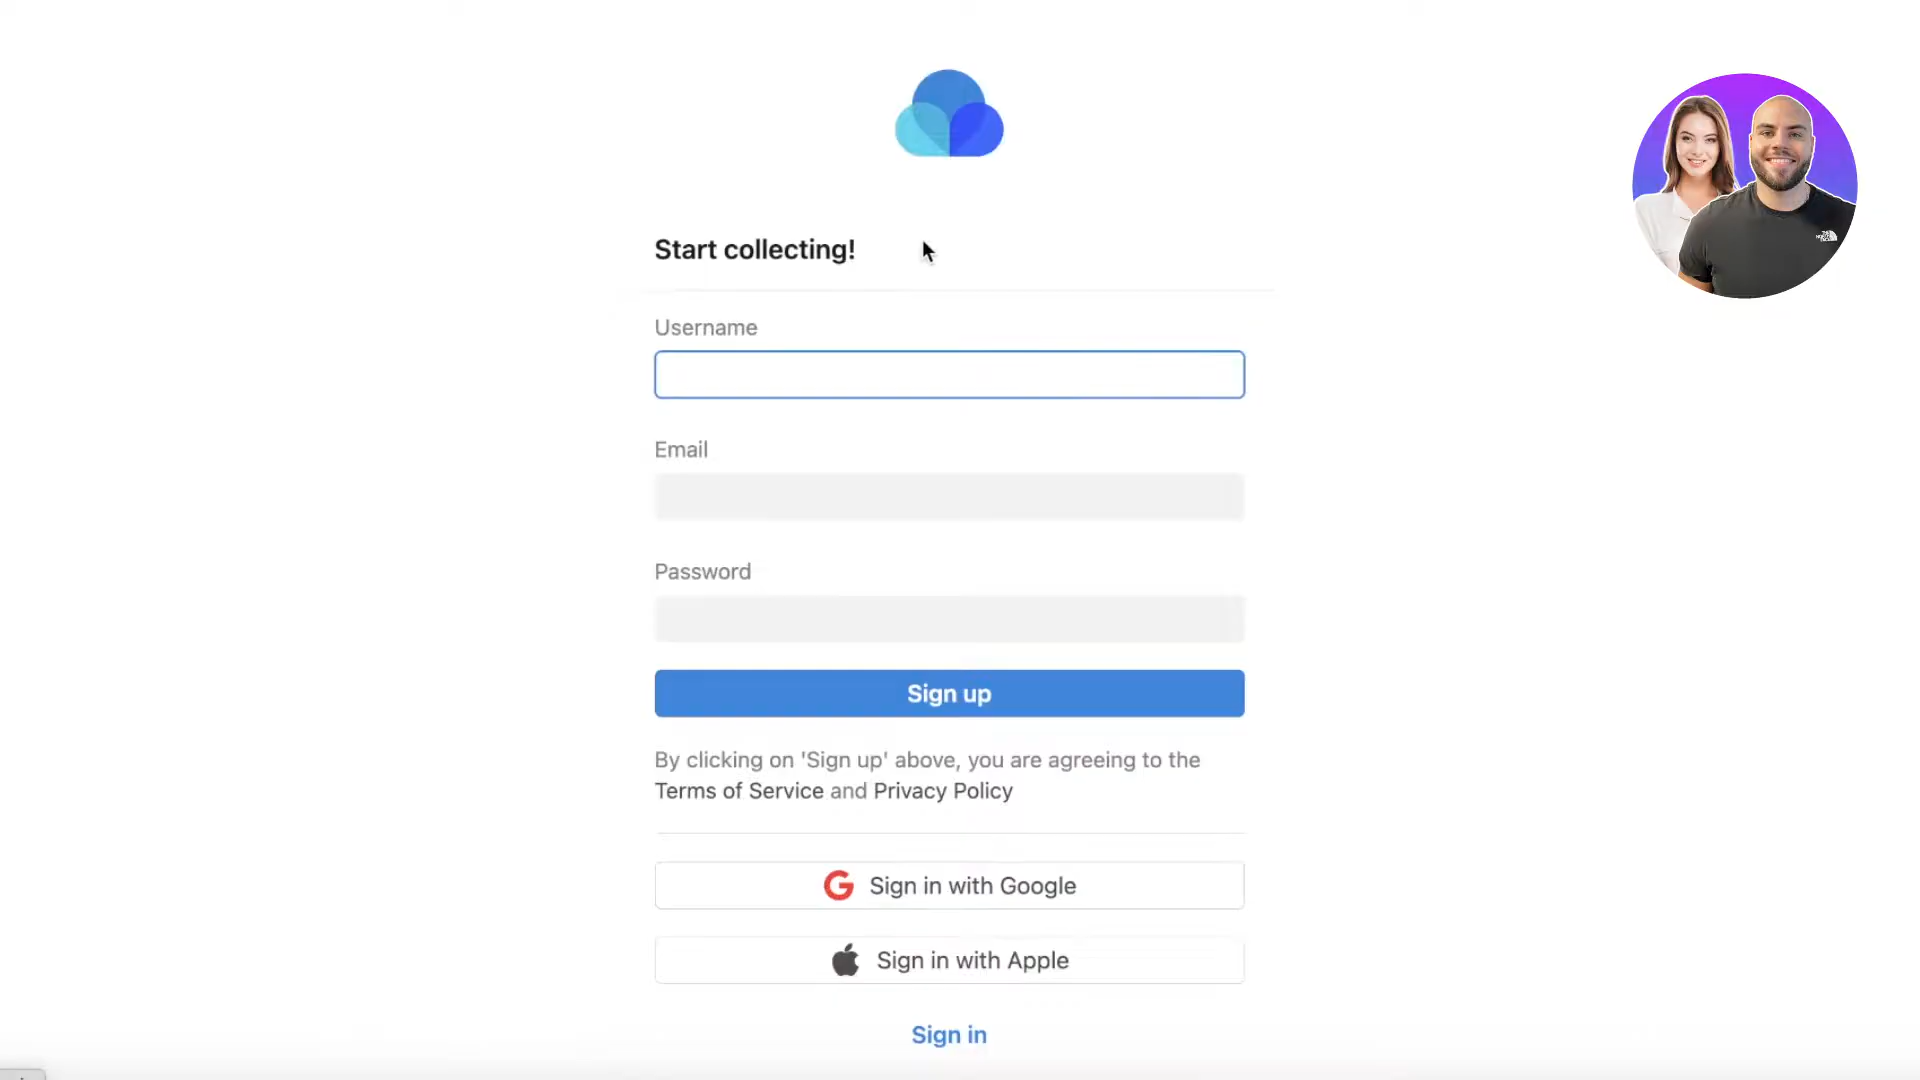 Start collecting!
Username
Email
Password
Sign up
By clicking on 'Sign up' above, you are agreeing to the
Terms of Service and Privacy Policy
Sign in with Google
Sign in with Apple
Sign in